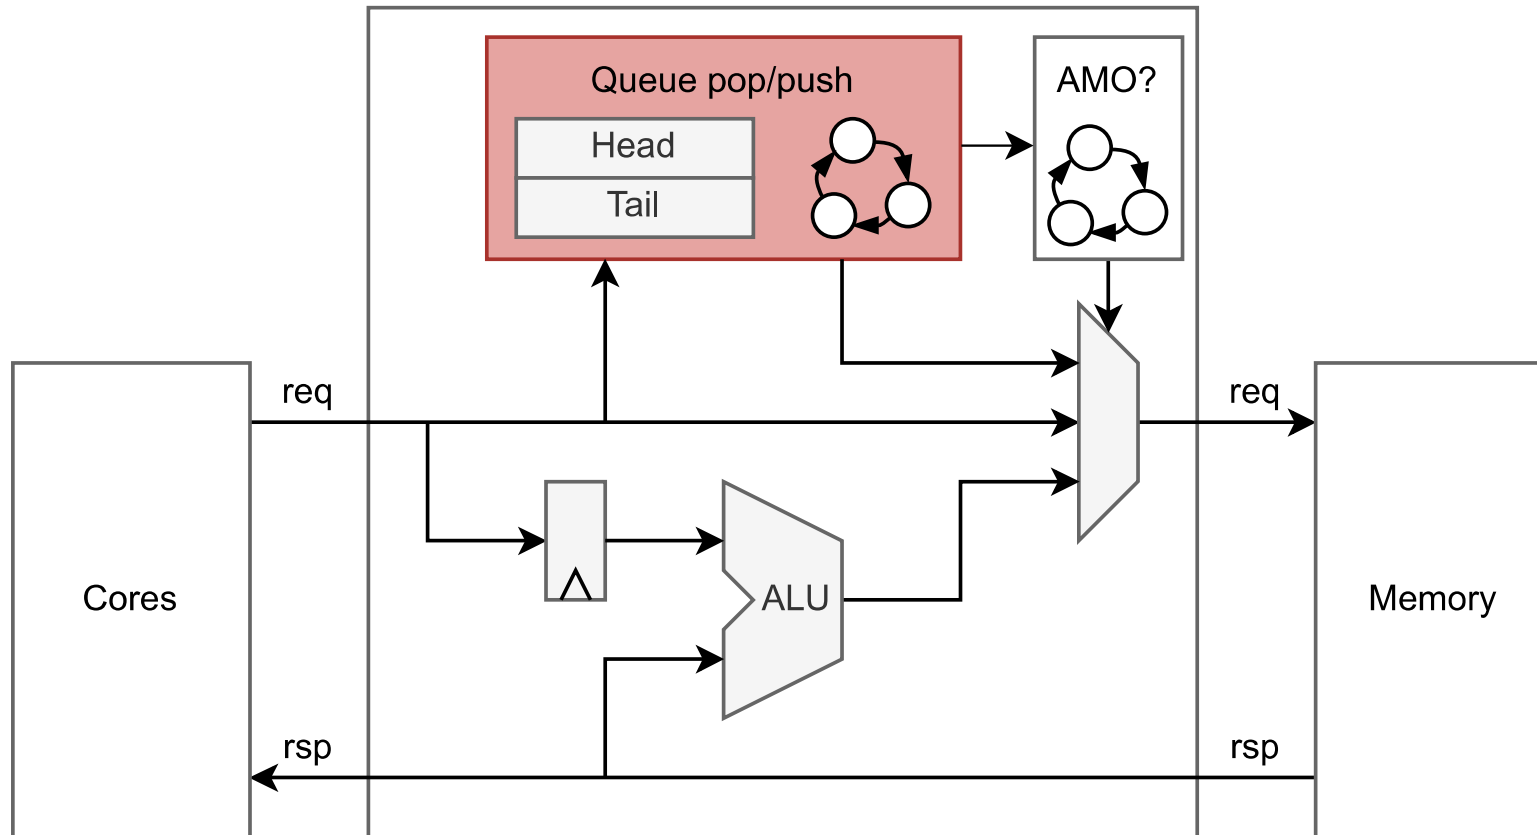 Queue pop/push
AMO?
Head
Tail
req
req
ALU
Cores
Memory
rsp
rsp